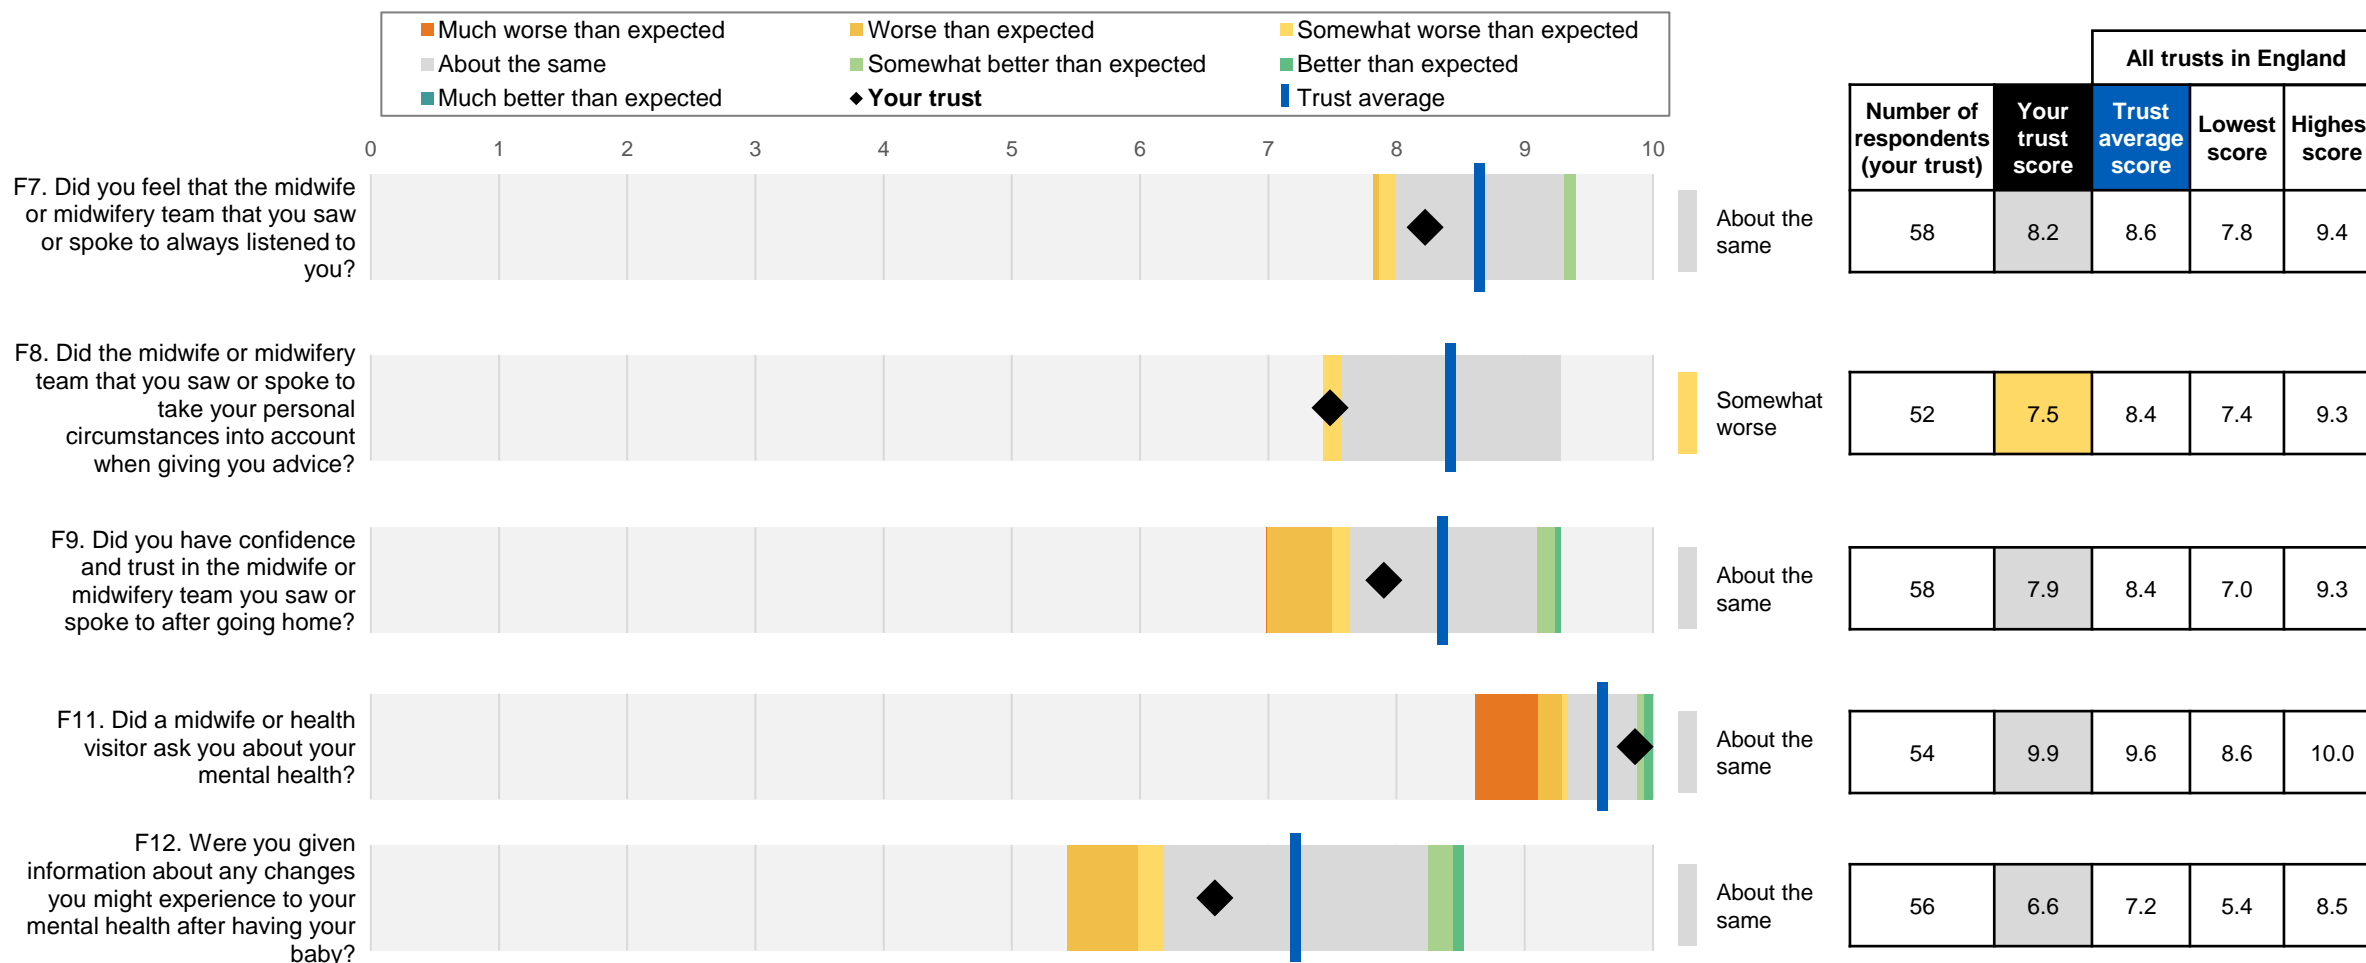 Much worse than expected
Worse than expected
Somewhat worse than expected
About the same
Somewhat better than expected
Better than expected
Much better than expected
Your trust
Trust average
All trusts in England
Number of
respondents
(your trust)
Your
trust
score
Trust
average
score
Lowest
score
Highes
score
0 1 2 3 4 5 6 7 8 9 10
F7. Did you feel that the midwife
or midwifery team that you saw
or spoke to always listened to
you?
About the
same
58 8.2 8.6 7.8 9.4
F8. Did the midwife or midwifery
team that you saw or spoke to
take your personal
circumstances into account
when giving you advice?
Somewhat
worse
52 7.5 8.4 7.4 9.3
F9. Did you have confidence
and trust in the midwife or
midwifery team you saw or
spoke to after going home?
About the
same
58 7.9 8.4 7.0 9.3
F11. Did a midwife or health
visitor ask you about your
mental health?
About the
same
54 9.9 9.6 8.6 10.0
F12. Were you given
information about any changes
you might experience to your
mental health after having your
baby?
About the
same
56 6.6 7.2 5.4 8.5